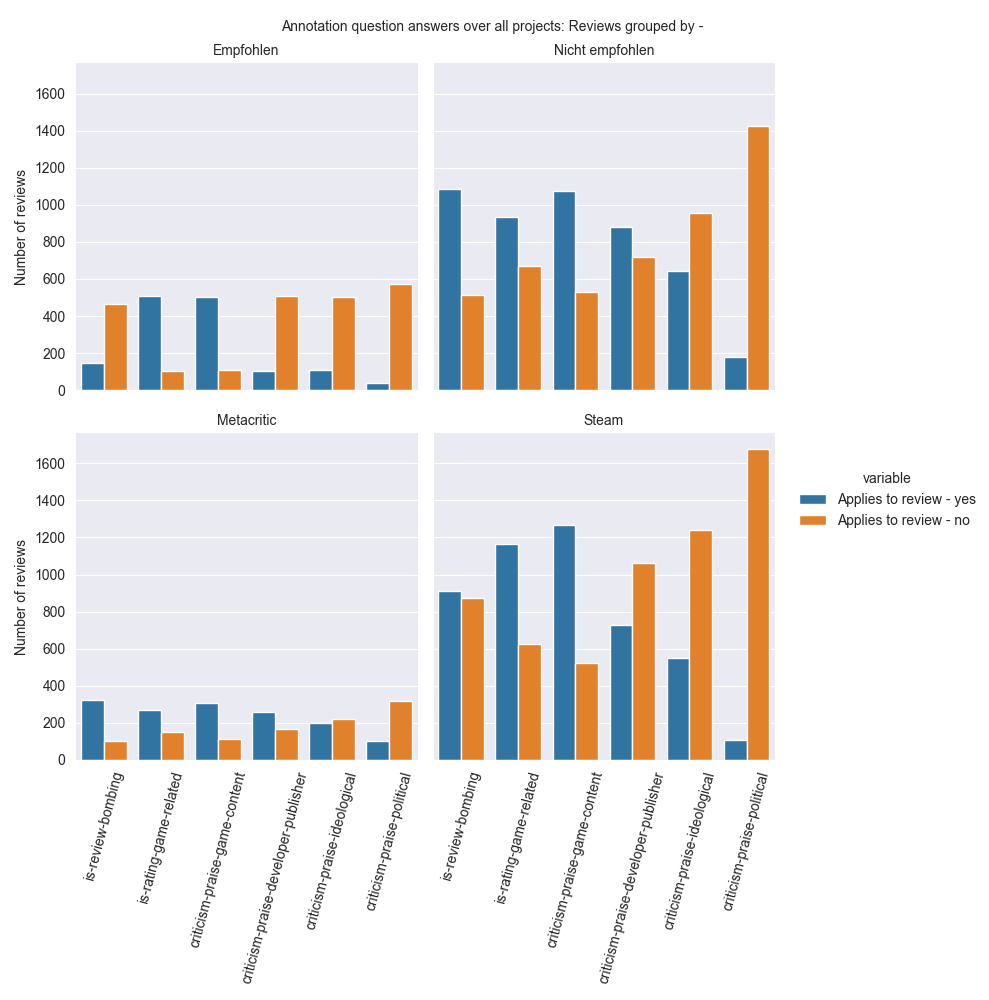 Annotation question answers over all projects: Reviews grouped by -
Empfohlen
Nicht empfohlen
1600
1400
1200
1000
800
600
400
200
0
Number of reviews
Metacritic
Steam
1600
1400
1200
1000
800
600
400
200
0
Number of reviews
variable
Applies to review - yes
Applies to review - no
is-review-bombing
is-rating-game-related
criticism-praise-game-content
criticism-praise-developer-publisher
criticism-praise-ideological
criticism-praise-political
is-review-bombing
is-rating-game-related
criticism-praise-game-content
criticism-praise-developer-publisher
criticism-praise-ideological
criticism-praise-political